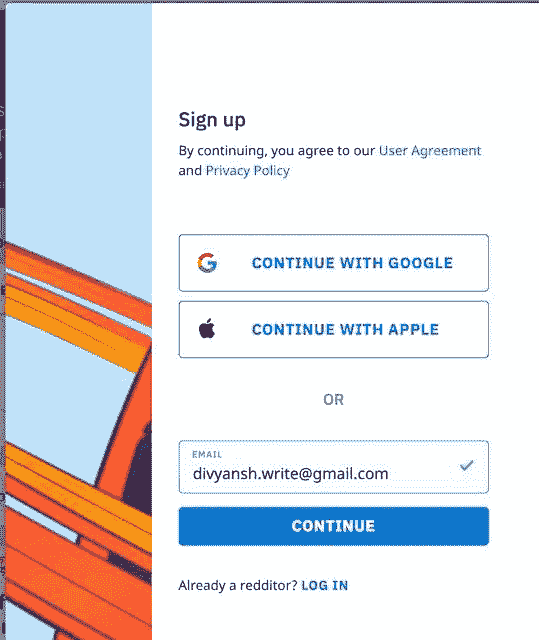 Sign up
By continuing, you agree to our User Agreement
and Privacy Policy
CONTINUE WITH GOOGLE
CONTINUE WITH APPLE
OR
EMAIL
divyansh.write@gmail.com
CONTINUE
Already a redditor? LOG IN